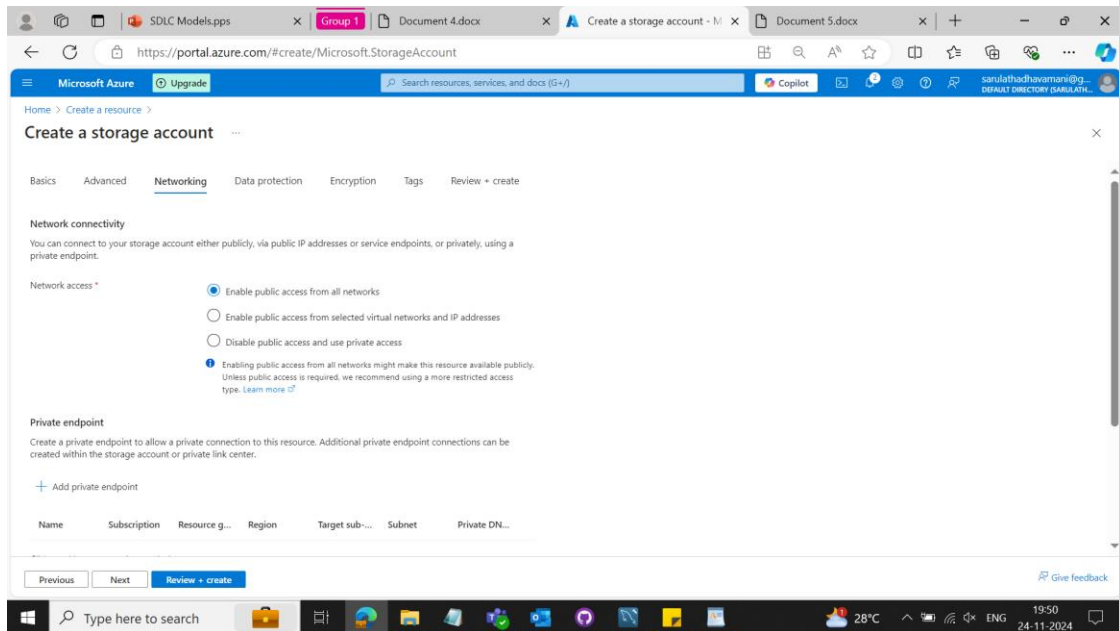 SDLC Models.pps
Group 1
Document 4.docx
Create a storage account - M
Document 5.docx
https://portal.azure.com/#create/Microsoft.StorageAccount
Microsoft Azure
Upgrade
Search resources, services, and docs (G+/)
Copilot
sarulathadhavamani@g...
DEFAULT DIRECTORY (SARULATH...
Home > Create a resource >
Create a storage account ...
Basics Advanced Networking Data protection Encryption Tags Review + create
Network connectivity
You can connect to your storage account either publicly, via public IP addresses or service endpoints, or privately, using a
private endpoint.
Network access *
Enable public access from all networks
Enable public access from selected virtual networks and IP addresses
Disable public access and use private access
Enabling public access from all networks might make this resource available publicly.
Unless public access is required, we recommend using a more restricted access
type. Learn more
Private endpoint
Create a private endpoint to allow a private connection to this resource. Additional private endpoint connections can be
created within the storage account or private link center.
+ Add private endpoint
Name Subscription Resource g... Region Target sub-... Subnet Private DN...
Previous Next Review + create
Give feedback
Type here to search
28°C ENG 19:50
24-11-2024